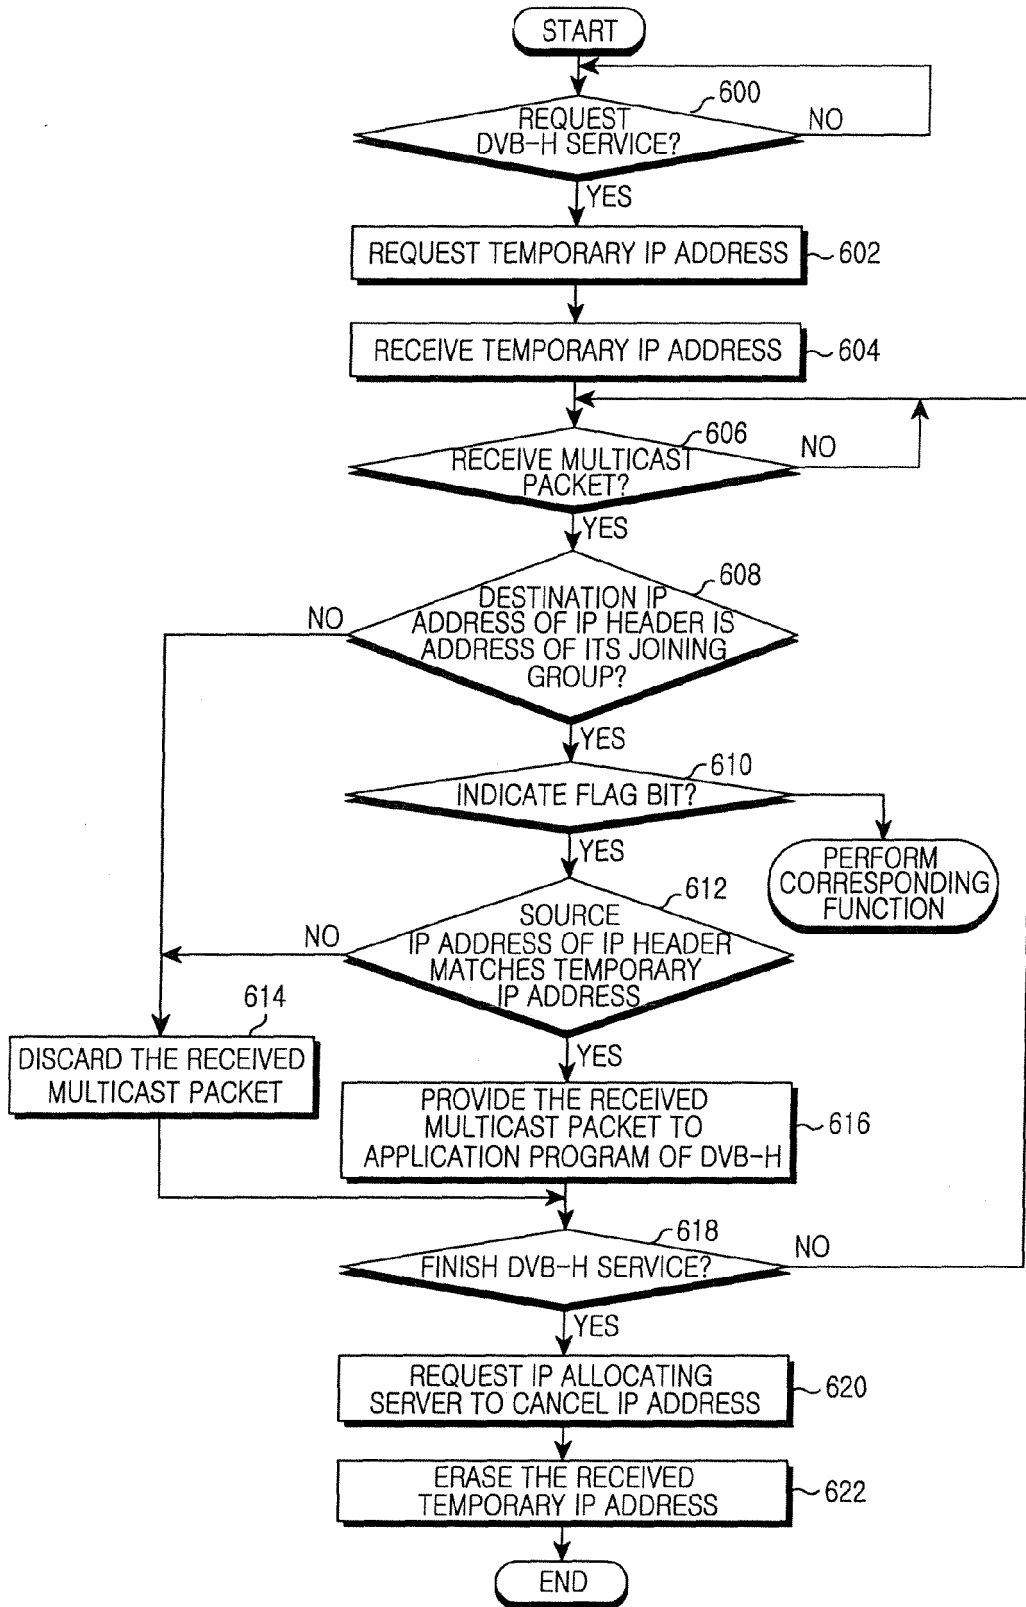 START
600
REQUEST
DVB-H SERVICE?
NO
YES
REQUEST TEMPORARY IP ADDRESS
602
RECEIVE TEMPORARY IP ADDRESS
604
606
RECEIVE MULTICAST
PACKET?
NO
YES
608
DESTINATION IP
ADDRESS OF IP HEADER IS
ADDRESS OF ITS JOINING
GROUP?
NO
YES
610
INDICATE FLAG BIT?
YES
PERFORM
CORRESPONDING
FUNCTION
612
SOURCE
IP ADDRESS OF IP HEADER
MATCHES TEMPORARY
IP ADDRESS
NO
YES
614
DISCARD THE RECEIVED
MULTICAST PACKET
PROVIDE THE RECEIVED
MULTICAST PACKET TO
APPLICATION PROGRAM OF DVB-H
616
618
FINISH DVB-H SERVICE?
NO
YES
REQUEST IP ALLOCATING
SERVER TO CANCEL IP ADDRESS
620
ERASE THE RECEIVED
TEMPORARY IP ADDRESS
622
END